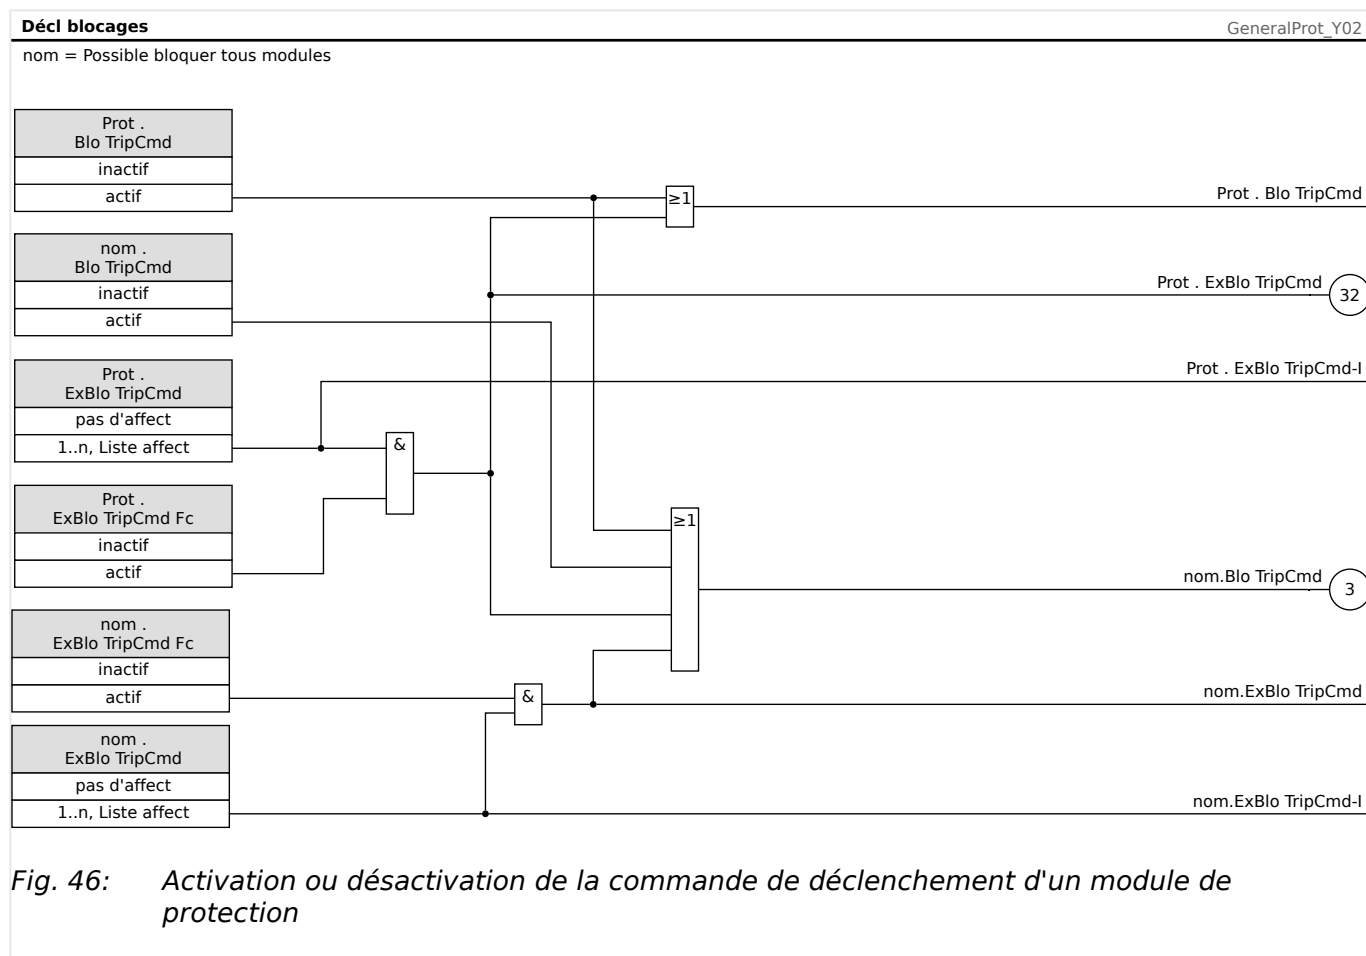 Décl blocages
GeneralProt_Y02
nom = Possible bloquer tous modules
Prot .
Blo TripCmd
inactif
actif
≥1
Prot . Blo TripCmd
nom .
Blo TripCmd
inactif
actif
Prot . ExBlo TripCmd
32
Prot .
ExBlo TripCmd
pas d'affect
1..n, Liste affect
Prot . ExBlo TripCmd-I
&
Prot .
ExBlo TripCmd Fc
inactif
actif
≥1
nom.Blo TripCmd
3
nom .
ExBlo TripCmd Fc
inactif
actif
&
nom.ExBlo TripCmd
nom .
ExBlo TripCmd
pas d'affect
1..n, Liste affect
nom.ExBlo TripCmd-I
Fig. 46: Activation ou désactivation de la commande de déclenchement d'un module de
protection